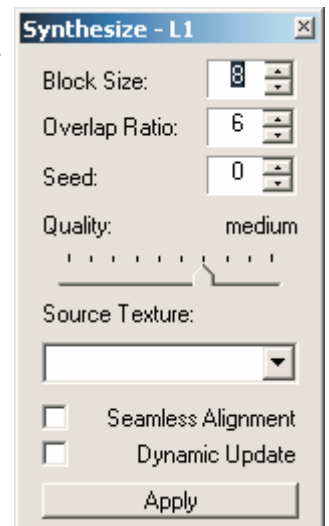 Synthesize - L1
Block Size: 8
Overlap Ratio: 6
Seed: 0
Quality: medium
Source Texture:
Seamless Alignment
Dynamic Update
Apply